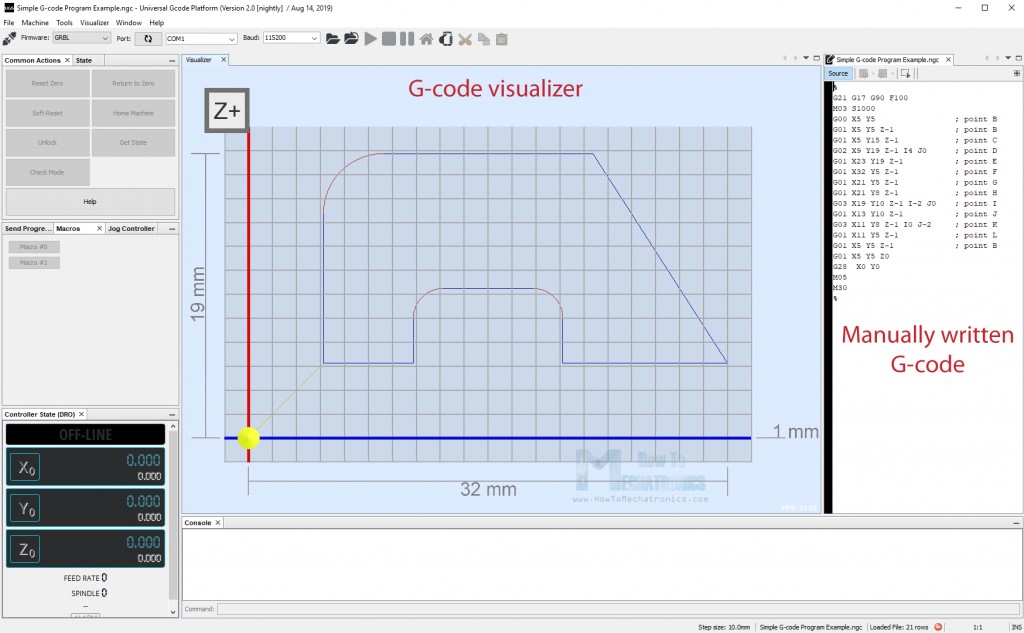 Simple G-code Program Example.ngc - Universal Gcode Platform (Version 2.0 [nightly] / Aug 14, 2019)
File Machine Tools Visualizer Window Help
Firmware: GRBL Port: COM1 Baud: 115200
Common Actions State
Reset Zero Return to Zero
Soft Reset Home Machine
Unlock Get State
Check Mode
Help
Send Progre... Macros Jog Controller
Macro #0
Macro #1
Controller State (DRO)
OFF-LINE
X0 0.000
0.000
Y0 0.000
0.000
Z0 0.000
0.000
FEED RATE 0
SPINDLE 0
--
ALARM
Visualizer
G-code visualizer
Z+
19 mm
1 mm
32 mm
How To
MECHATRONICS
www.HowToMechatronics.com
Simple G-code Program Example.ngc
Source
%
G21 G17 G90 F100
M03 S1000
G00 X5 Y5 ; point B
G01 X5 Y5 Z-1 ; point B
G01 X5 Y15 Z-1 ; point C
G02 X9 Y19 Z-1 I4 J0 ; point D
G01 X23 Y19 Z-1 ; point E
G01 X32 Y5 Z-1 ; point F
G01 X21 Y5 Z-1 ; point G
G01 X21 Y8 Z-1 ; point H
G03 X19 Y10 Z-1 I-2 J0 ; point I
G01 X13 Y10 Z-1 ; point J
G03 X11 Y8 Z-1 I0 J-2 ; point K
G01 X11 Y5 Z-1 ; point L
G01 X5 Y5 Z-1 ; point B
G01 X5 Y5 Z0
G28 X0 Y0
M05
M30
%
Manually written
G-code
Console
Command:
Step size: 10.0mm Simple G-code Program Example.ngc Loaded File: 21 rows 1:1 INS